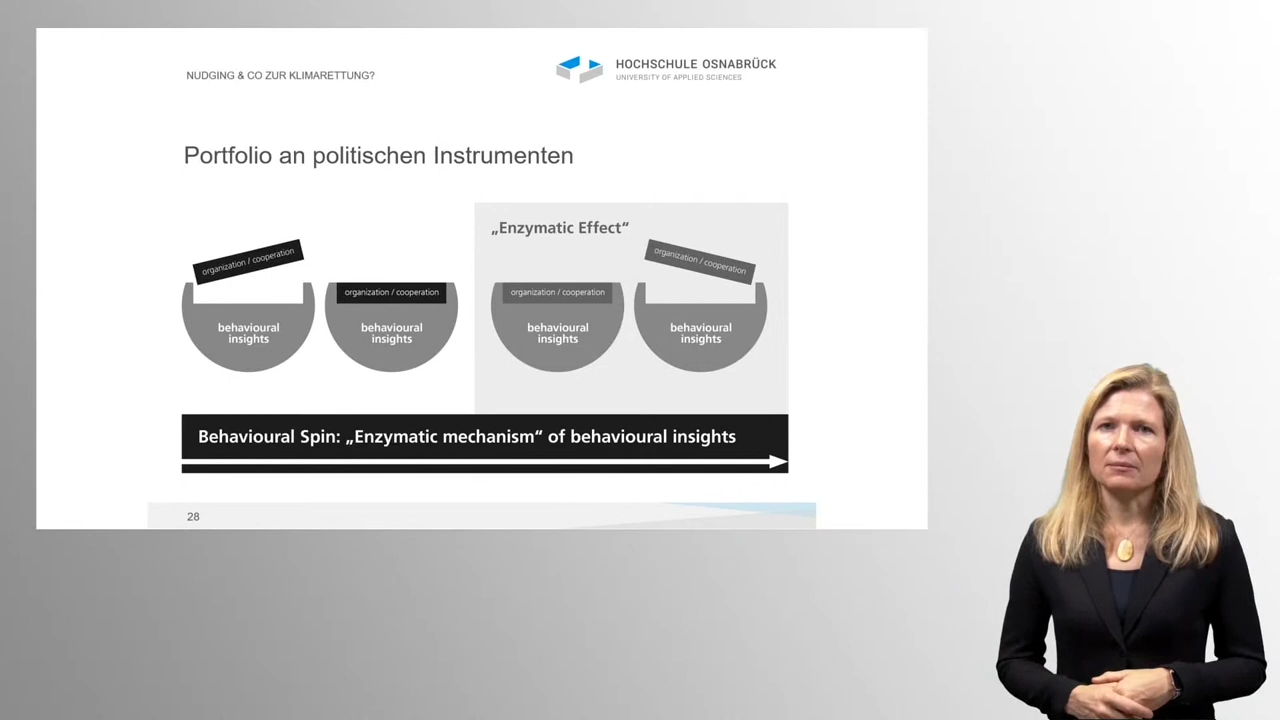 NUDGING & CO ZUR KLIMARETTUNG?
HOCHSCHULE OSNABRÜCK
UNIVERSITY OF APPLIED SCIENCES
Portfolio an politischen Instrumenten
„Enzymatic Effect“
organization / cooperation
behavioural
insights
organization / cooperation
behavioural
insights
organization / cooperation
behavioural
insights
organization / cooperation
behavioural
insights
Behavioural Spin: „Enzymatic mechanism“ of behavioural insights
28